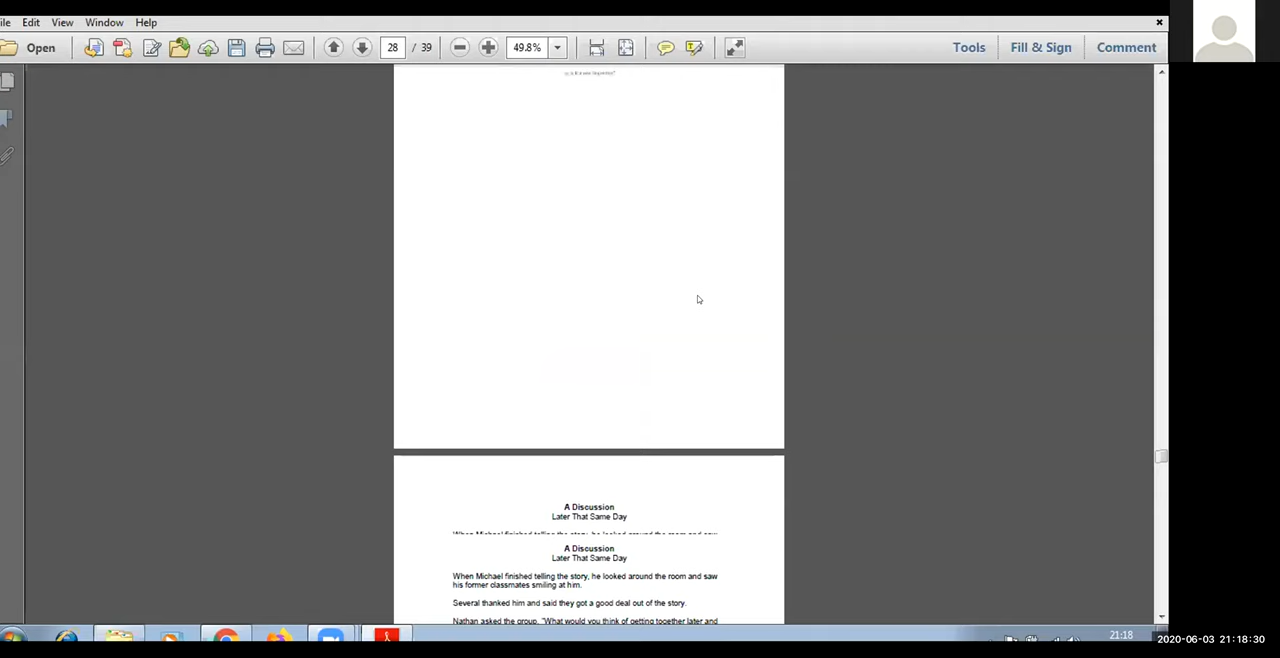 Edit View Window Help
Open 28 / 39 49.8% Tools Fill & Sign Comment
A Discussion
Later That Same Day
When Michael finished telling the story, he looked around the room and saw
A Discussion
Later That Same Day
When Michael finished telling the story, he looked around the room and saw
his former classmates smiling at him.
Several thanked him and said they got a good deal out of the story.
Nathan asked the group, "What would you think of getting together later and
21:18
2020-06-03 21:18:30